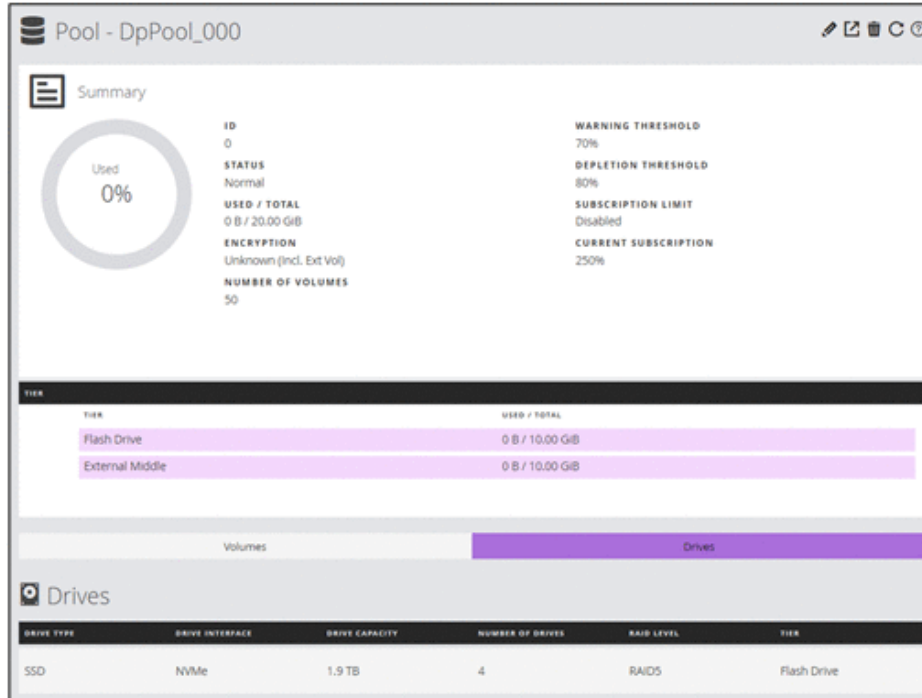 Pool - DpPool_000
Summary
Used
0%
ID
0
STATUS
Normal
USED / TOTAL
0 B / 20.00 GiB
ENCRYPTION
Unknown (Incl. Ext Vol)
NUMBER OF VOLUMES
50
WARNING THRESHOLD
70%
DEPLETION THRESHOLD
80%
SUBSCRIPTION LIMIT
Disabled
CURRENT SUBSCRIPTION
250%
TIER
TIER USED / TOTAL
Flash Drive 0 B / 10.00 GiB
External Middle 0 B / 10.00 GiB
Volumes Drives
Drives
DRIVE TYPE DRIVE INTERFACE DRIVE CAPACITY NUMBER OF DRIVES RAID LEVEL TIER
SSD NVMe 1.9 TB 4 RAID5 Flash Drive